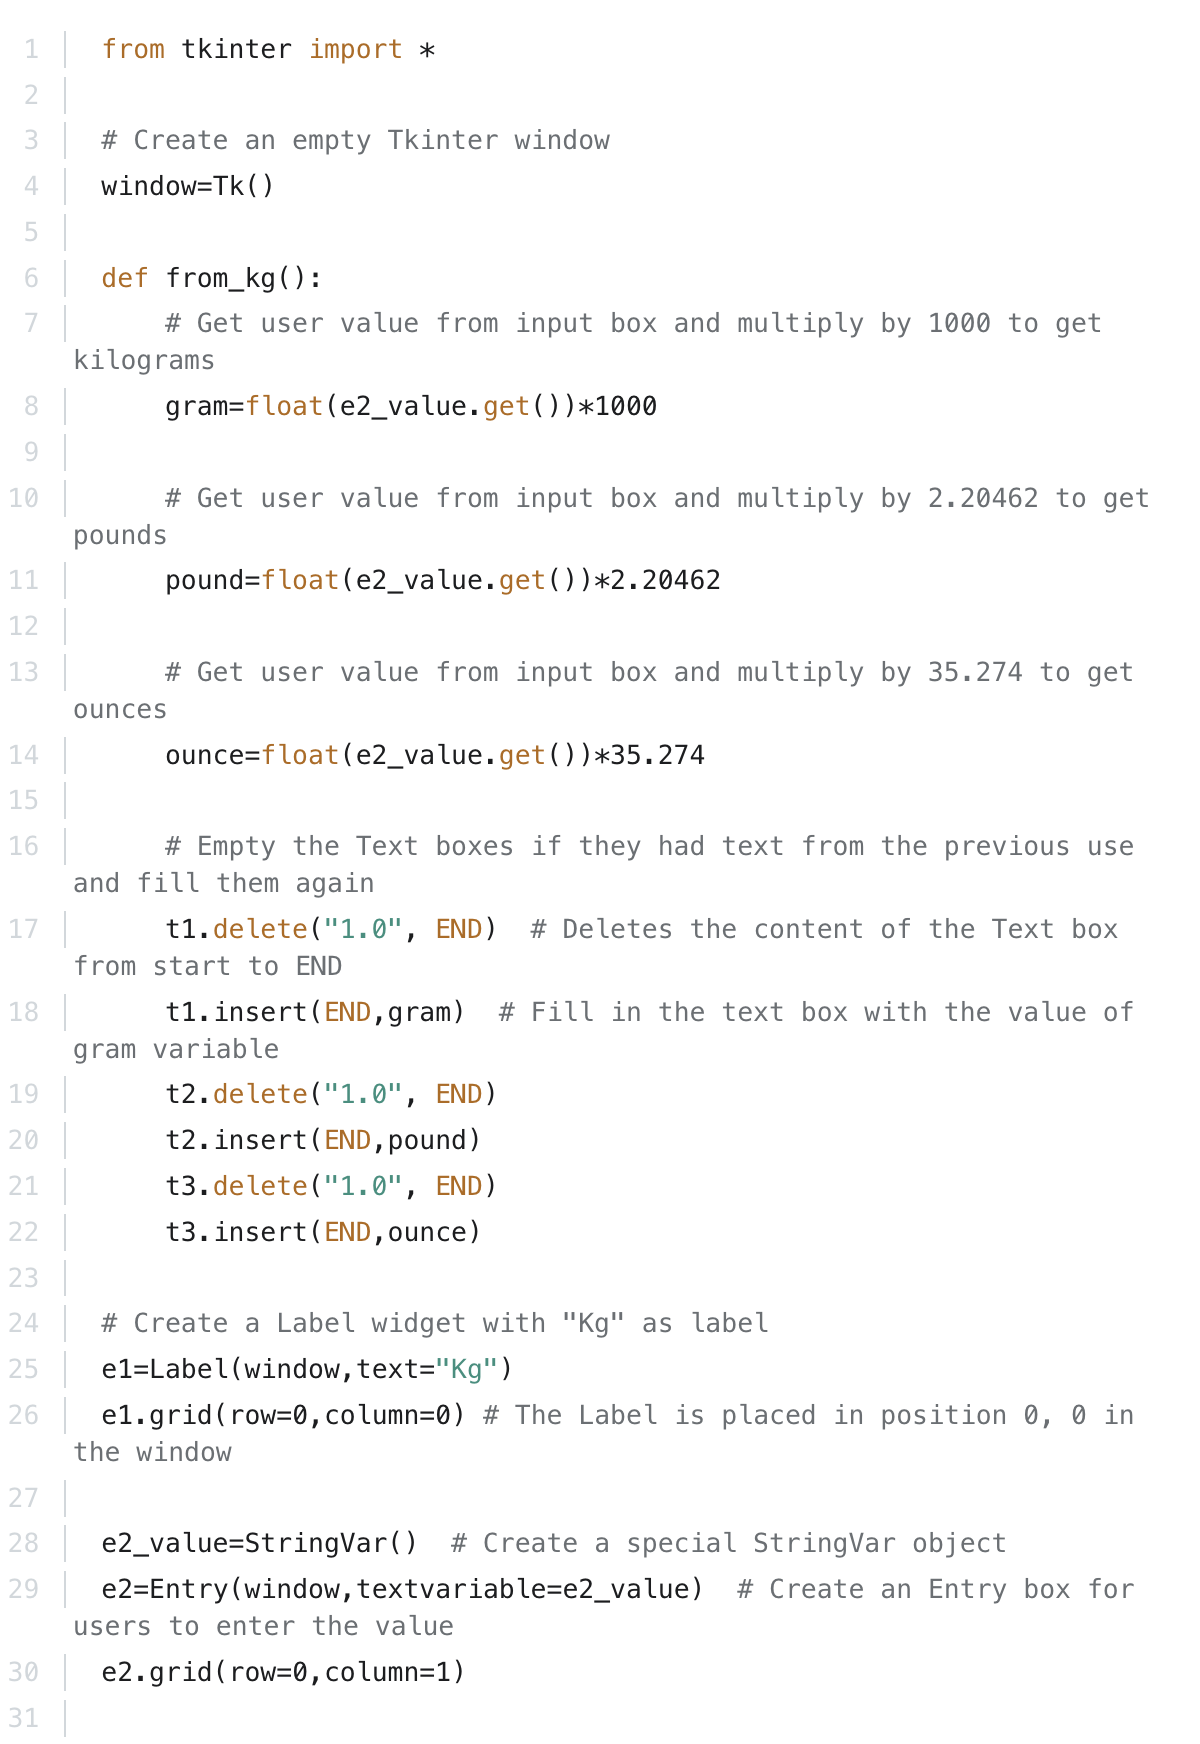 1 from tkinter import *
2
3 # Create an empty Tkinter window
4 window=Tk()
5
6 def from_kg():
7     # Get user value from input box and multiply by 1000 to get
kilograms
8     gram=float(e2_value.get())*1000
9
10     # Get user value from input box and multiply by 2.20462 to get
pounds
11     pound=float(e2_value.get())*2.20462
12
13     # Get user value from input box and multiply by 35.274 to get
ounces
14     ounce=float(e2_value.get())*35.274
15
16     # Empty the Text boxes if they had text from the previous use
and fill them again
17     t1.delete("1.0", END)  # Deletes the content of the Text box
from start to END
18     t1.insert(END,gram)  # Fill in the text box with the value of
gram variable
19     t2.delete("1.0", END)
20     t2.insert(END,pound)
21     t3.delete("1.0", END)
22     t3.insert(END,ounce)
23
24 # Create a Label widget with "Kg" as label
25 e1=Label(window,text="Kg")
26 e1.grid(row=0,column=0) # The Label is placed in position 0, 0 in
the window
27
28 e2_value=StringVar()  # Create a special StringVar object
29 e2=Entry(window,textvariable=e2_value)  # Create an Entry box for
users to enter the value
30 e2.grid(row=0,column=1)
31